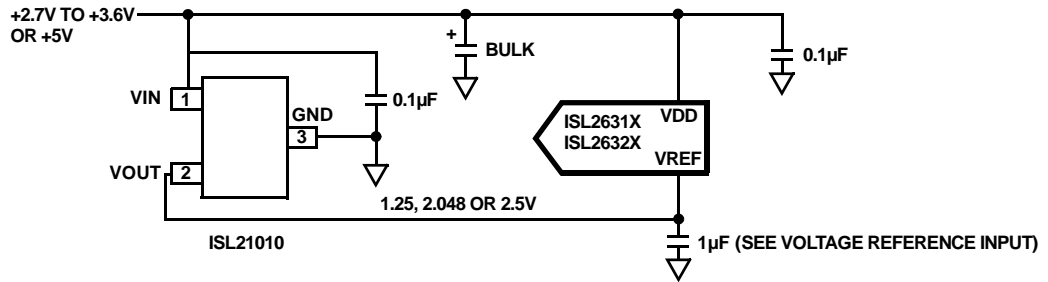 +2.7V TO +3.6V
OR +5V
+
BULK
0.1µF
VIN
1
GND
3
0.1µF
ISL2631X
ISL2632X
VDD
VREF
VOUT
2
1.25, 2.048 OR 2.5V
ISL21010
1µF (SEE VOLTAGE REFERENCE INPUT)